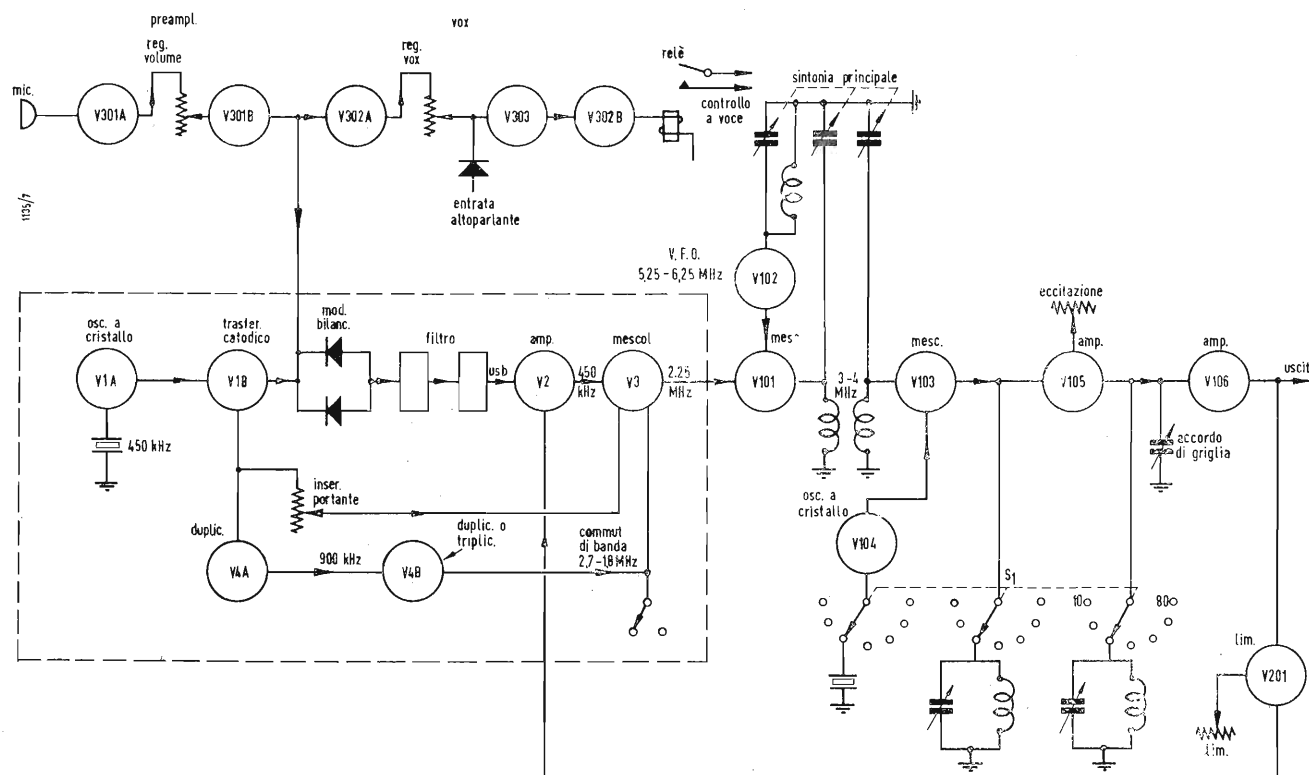 preampl.
vox
reg.
volume
reg.
vox
relè
sintonia principale
mic.
V301A
V301B
V302A
V303
V302B
controllo
a voce
1135/7
entrata
altoparlante
V. F. O.
5,25-6,25 MHz
V102
osc. a
cristallo
trasfer.
catodico
mod.
bilanc.
filtro
amp.
mescol
mesc
mesc.
eccitazione
amp.
amp.
V1A
V1B
usb
V2
450
kHz
V3
2.25
MHz
V101
3-4
MHz
V103
V105
V106
uscit
450 kHz
inser.
portante
accordo
di griglia
osc. a
cristallo
V104
duplic.
V4A
900 kHz
duplic. o
triplic.
V4B
commut
di banda
2,7-1,8 MHz
S1
10
80
lim.
V201
lim.